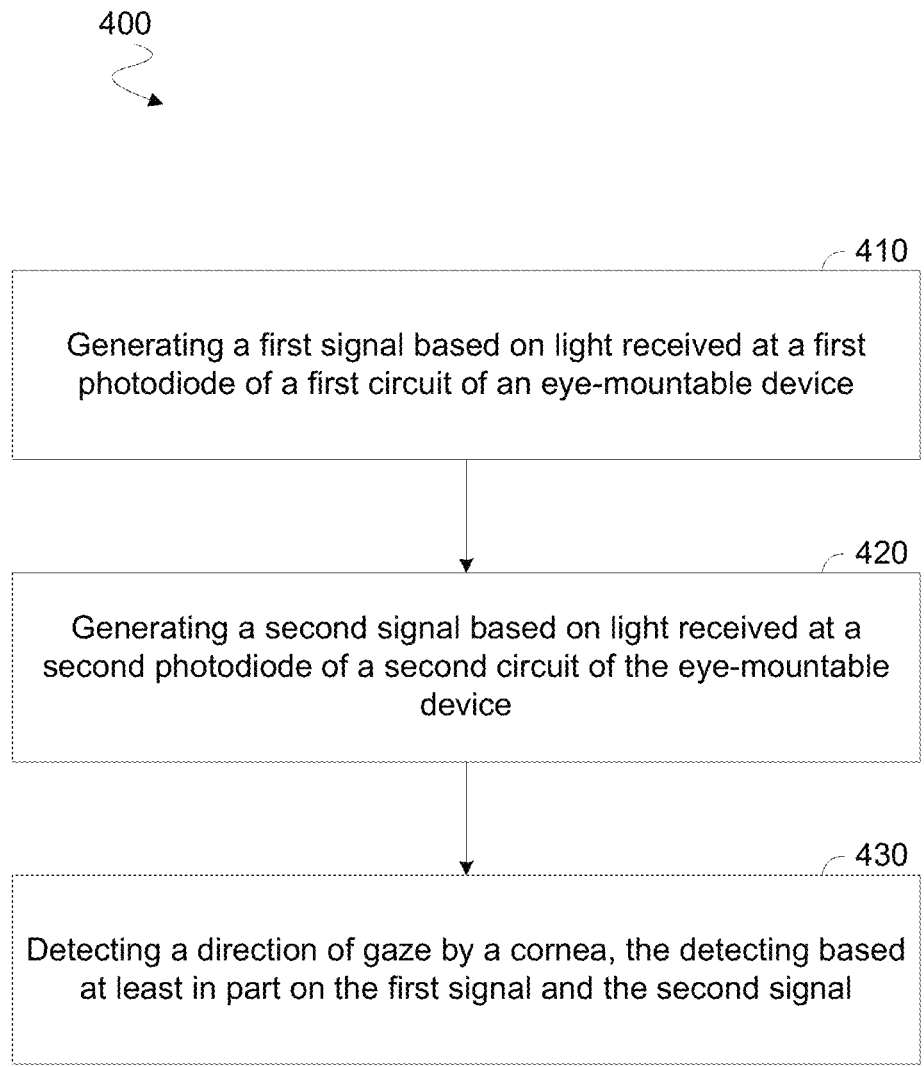 400
410
Generating a first signal based on light received at a first
photodiode of a first circuit of an eye-mountable device
420
Generating a second signal based on light received at a
second photodiode of a second circuit of the eye-mountable
device
430
Detecting a direction of gaze by a cornea, the detecting based
at least in part on the first signal and the second signal